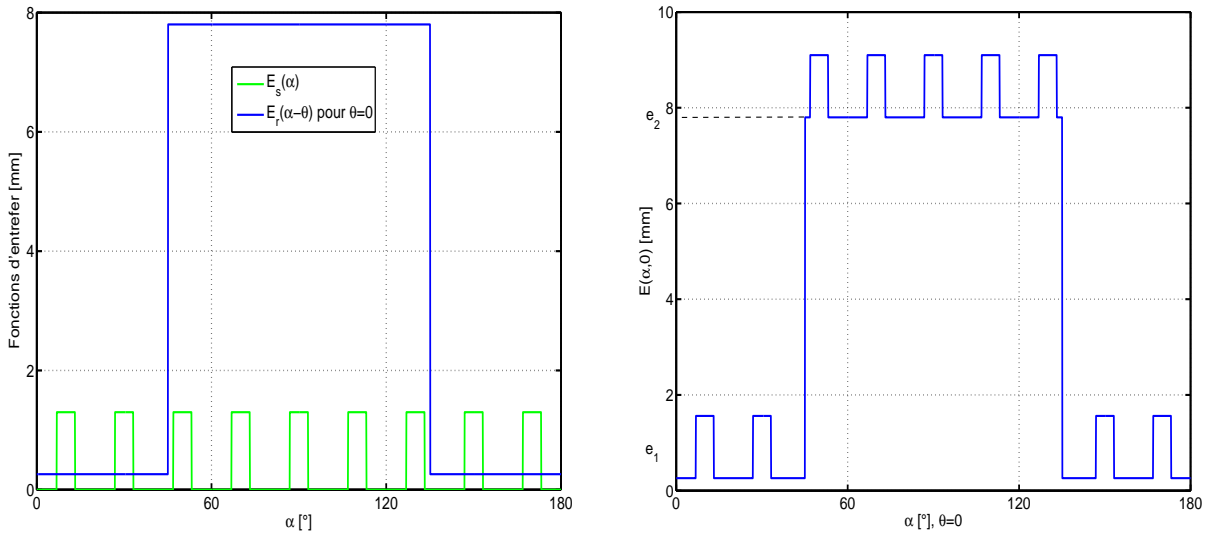 Fonctions d'entrefer [mm]
8
6
4
2
0
E_s(α)
E_r(α−θ) pour θ=0
0
60
120
180
α [°]
E(α,0) [mm]
10
e_2
8
6
4
2
e_1
0
0
60
120
180
α [°], θ=0